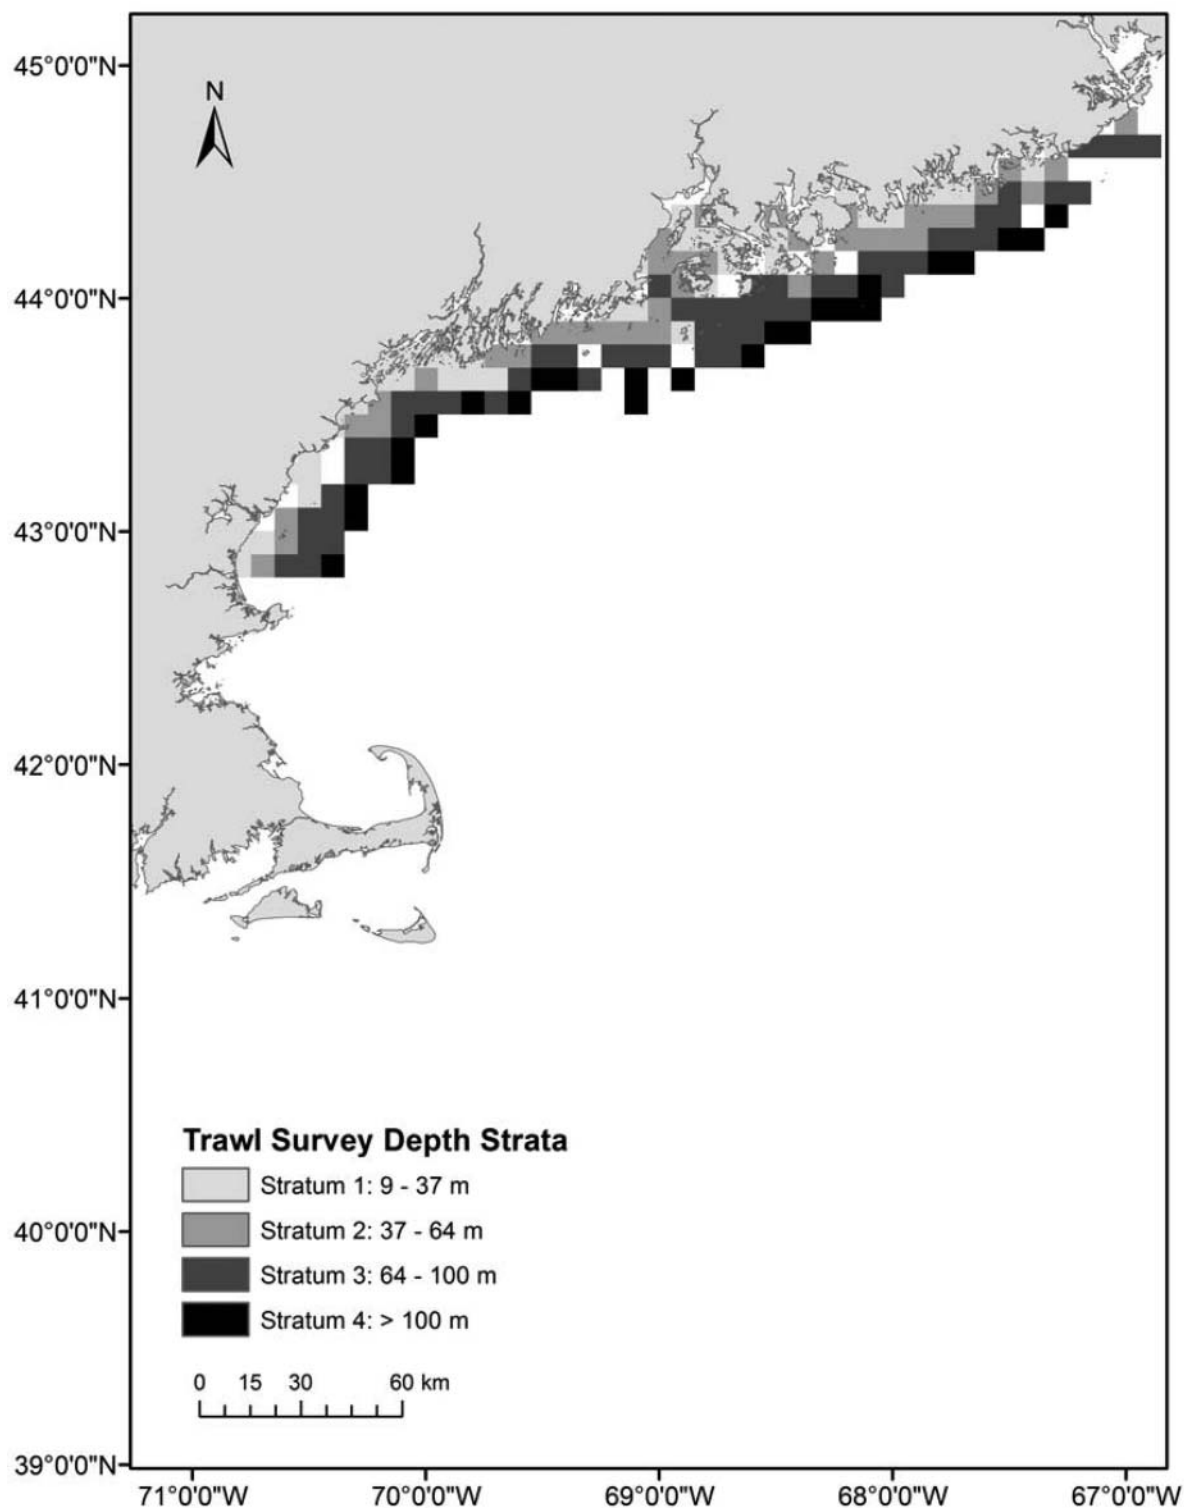 45°0'0"N
N
44°0'0"N
43°0'0"N
42°0'0"N
41°0'0"N
40°0'0"N
39°0'0"N
Trawl Survey Depth Strata
Stratum 1: 9 - 37 m
Stratum 2: 37 - 64 m
Stratum 3: 64 - 100 m
Stratum 4: > 100 m
0 15 30 60 km
71°0'0"W 70°0'0"W 69°0'0"W 68°0'0"W 67°0'0"W